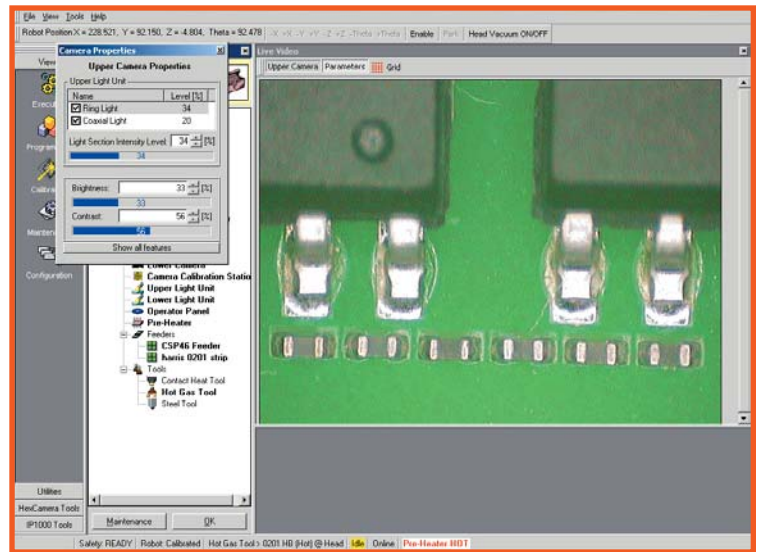 File View Tools Help
Robot Position X = 228.521, Y = 92.150, Z = -4.804, Theta = 92.478
-X +X -Y +Y -Z +Z -Theta +Theta Enable Park Head Vacuum ON/OFF
Camera Properties
Upper Camera Properties
Upper Light Unit
Name Level [%]
Ring Light 34
Coaxial Light 20
Light Section Intensity Level: 34 [%]
34
Brightness: 33 [%]
33
Contrast: 56 [%]
56
Show all features
View
Configuration
Live Video
Upper Camera Parameters Grid
Lower Camera
Camera Calibration Statio
Upper Light Unit
Lower Light Unit
Operator Panel
Pre-Heater
Feeders
CSP46 Feeder
harris 0201 strip
Tools
Contact Heat Tool
Hot Gas Tool
Steel Tool
Utilities
HexCamera Tools
IP1000 Tools
Maintenance OK
Safety: READY Robot: Calibrated Hot Gas Tool > 0201 HB (Hot) @ Head Idle Online Pre-Heater HOT